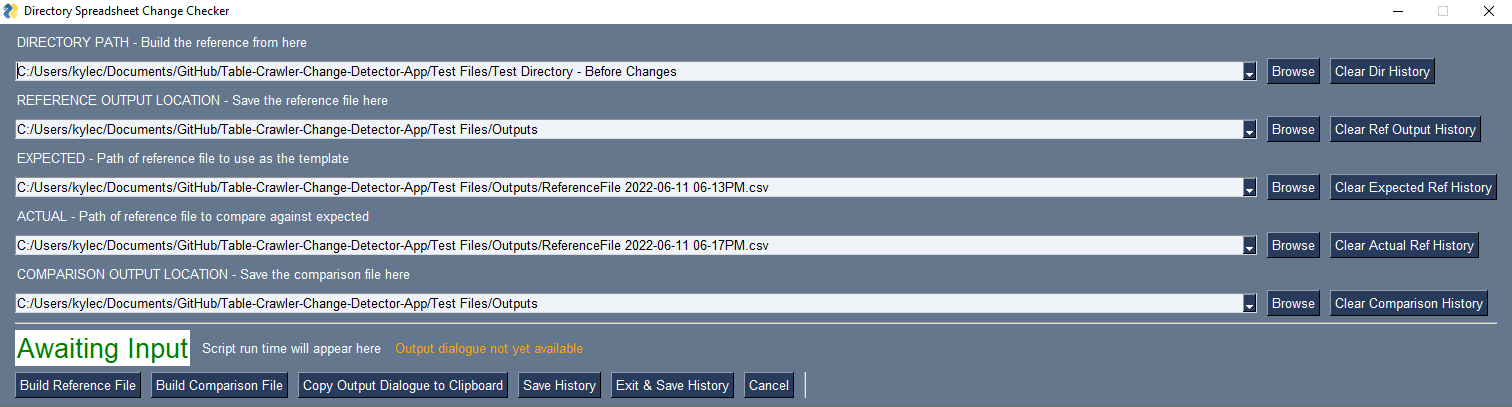 Directory Spreadsheet Change Checker
DIRECTORY PATH - Build the reference from here
C:/Users/kylec/Documents/GitHub/Table-Crawler-Change-Detector-App/Test Files/Test Directory - Before Changes Browse Clear Dir History
REFERENCE OUTPUT LOCATION - Save the reference file here
C:/Users/kylec/Documents/GitHub/Table-Crawler-Change-Detector-App/Test Files/Outputs Browse Clear Ref Output History
EXPECTED - Path of reference file to use as the template
C:/Users/kylec/Documents/GitHub/Table-Crawler-Change-Detector-App/Test Files/Outputs/ReferenceFile 2022-06-11 06-13PM.csv Browse Clear Expected Ref History
ACTUAL - Path of reference file to compare against expected
C:/Users/kylec/Documents/GitHub/Table-Crawler-Change-Detector-App/Test Files/Outputs/ReferenceFile 2022-06-11 06-17PM.csv Browse Clear Actual Ref History
COMPARISON OUTPUT LOCATION - Save the comparison file here
C:/Users/kylec/Documents/GitHub/Table-Crawler-Change-Detector-App/Test Files/Outputs Browse Clear Comparison History
Awaiting Input Script run time will appear here Output dialogue not yet available
Build Reference File Build Comparison File Copy Output Dialogue to Clipboard Save History Exit & Save History Cancel